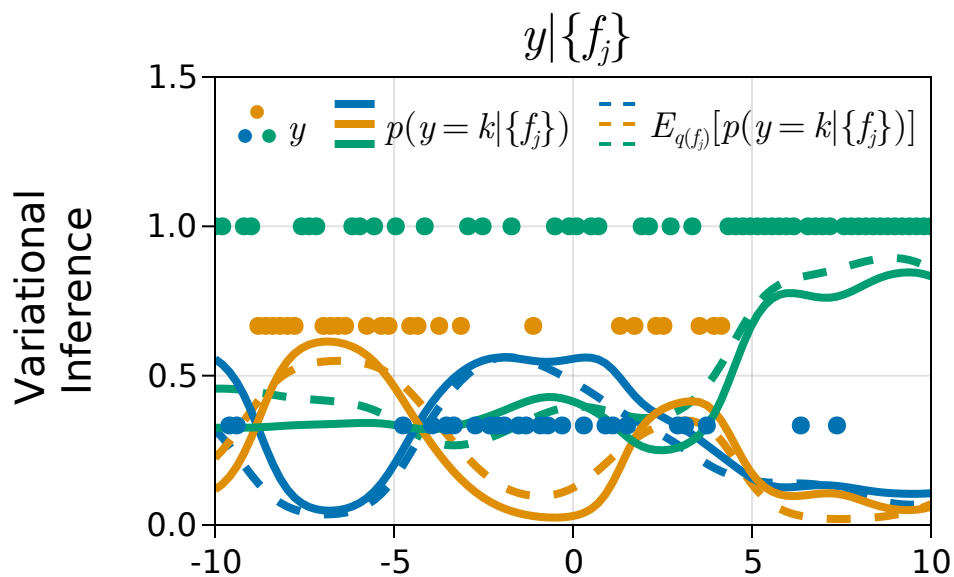 y|{f_j}
1.5
y
p(y = k|{f_j})
E_{q(f_j)}[p(y = k|{f_j})]
1.0
0.5
0.0
-10
-5
0
5
10
Variational
Inference